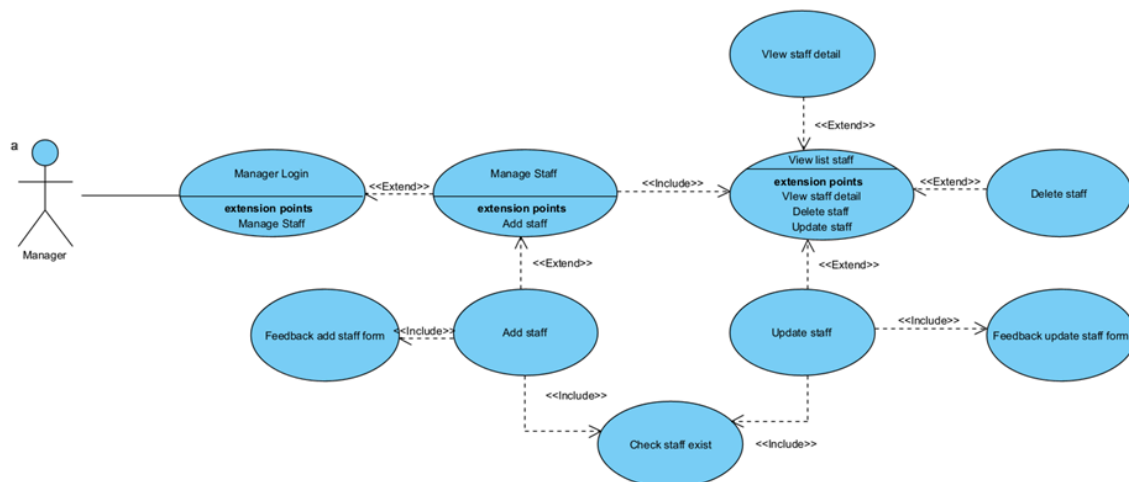 VIew staff detail
<<Extend>>
a
Manager
Manager Login
extension points
Manage Staff
<<Extend>>
Manage Staff
extension points
Add staff
<<Include>>
View list staff
extension points
VIew staff detail
Delete staff
Update staff
<<Extend>>
Delete staff
<<Extend>>
<<Extend>>
Feedback add staff form
<<Include>>
Add staff
Update staff
<<Include>>
Feedback update staff form
<<Include>>
Check staff exist
<<Include>>